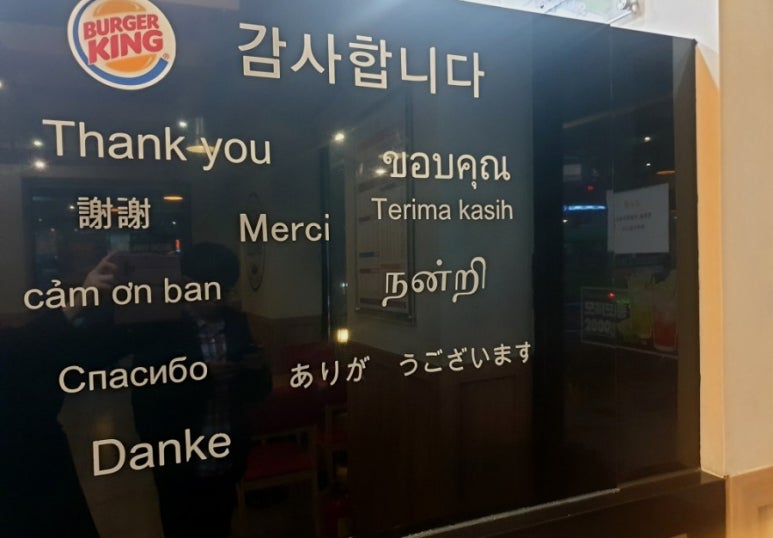 BURGER
KING
감사합니다
Thank you
ขอบคุณ
謝謝
Merci
Terima kasih
cảm ơn ban
நன்றி
Спасибо
ありが うございます
Danke
2000